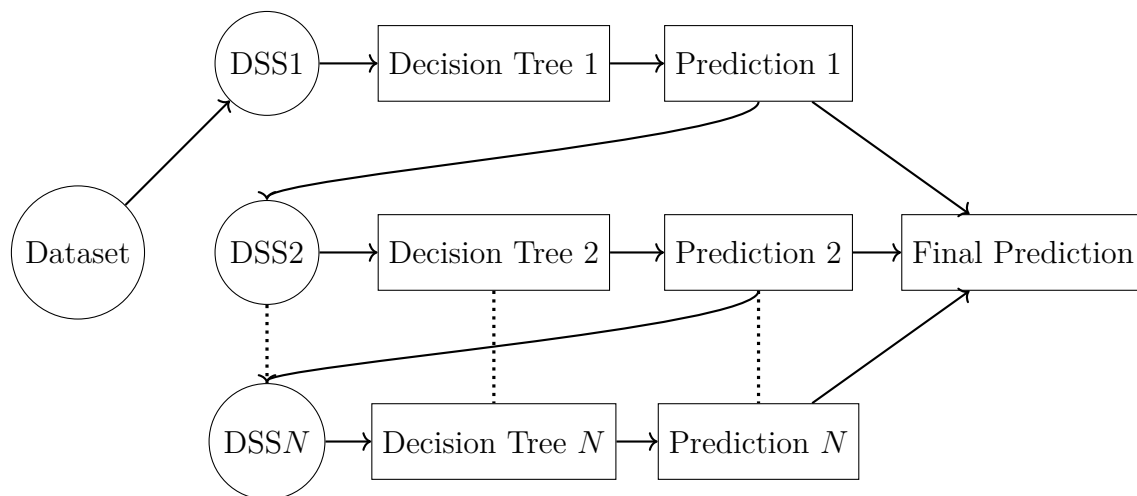 DSS1
Decision Tree 1
Prediction 1
Dataset
DSS2
Decision Tree 2
Prediction 2
Final Prediction
DSSN
Decision Tree N
Prediction N